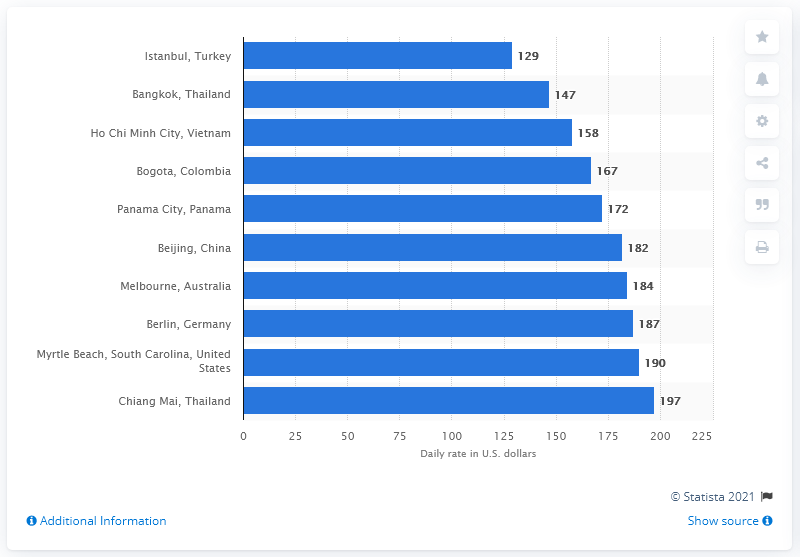 Istanbul, Turkey 129
Bangkok, Thailand 147
Ho Chi Minh City, Vietnam 158
Bogota, Colombia 167
Panama City, Panama 172
Beijing, China 182
Melbourne, Australia 184
Berlin, Germany 187
Myrtle Beach, South Carolina, United
States 190
Chiang Mai, Thailand 197
0 25 50 75 100 125 150 175 200 225
Daily rate in U.S. dollars
© Statista 2021
Additional Information Show source